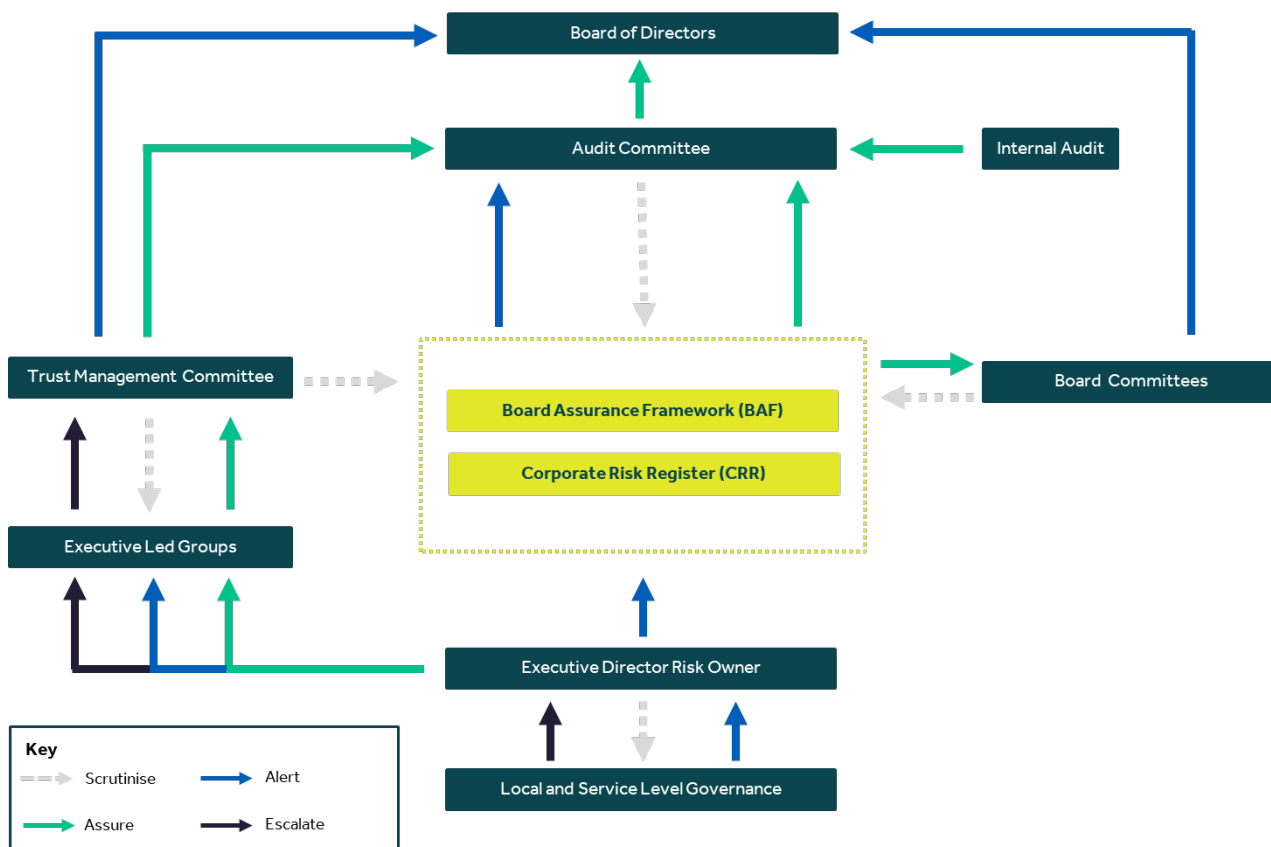 Board of Directors
Audit Committee
Internal Audit
Trust Management Committee
Board Committees
Board Assurance Framework (BAF)
Corporate Risk Register (CRR)
Executive Led Groups
Executive Director Risk Owner
Local and Service Level Governance
Key
Scrutinise
Alert
Assure
Escalate